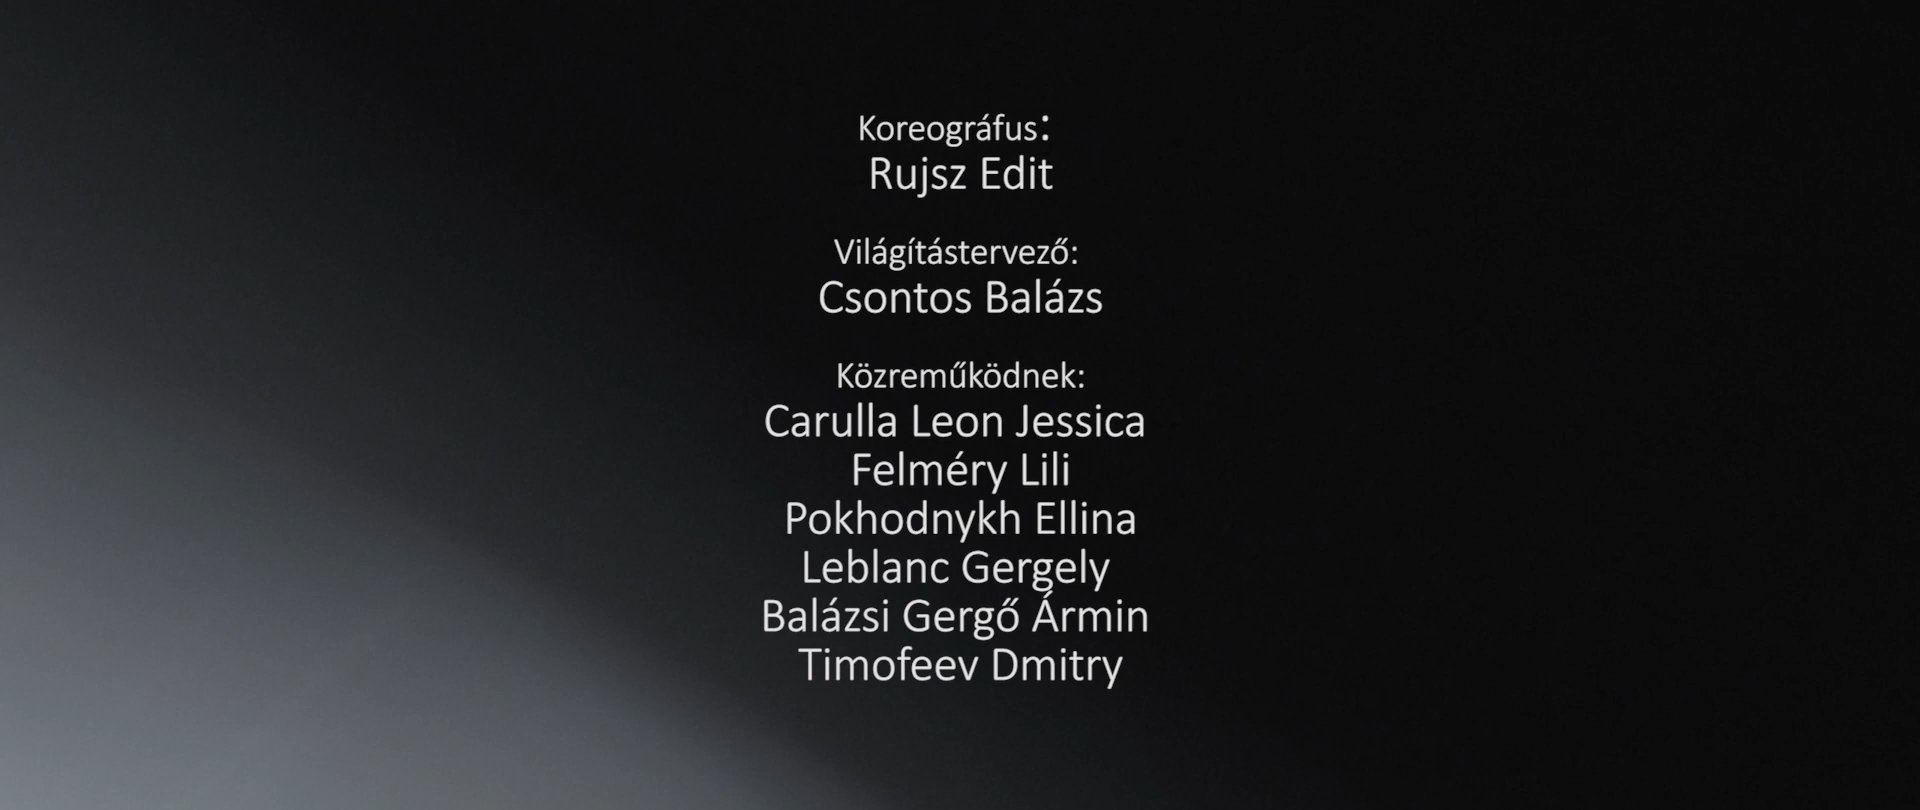 Koreográfus:
Rujsz Edit
Világítástervező:
Csontos Balázs
Közreműködnek:
Carulla Leon Jessica
Felméry Lili
Pokhodnykh Ellina
Leblanc Gergely
Balázsi Gergő Ármin
Timofeev Dmitry